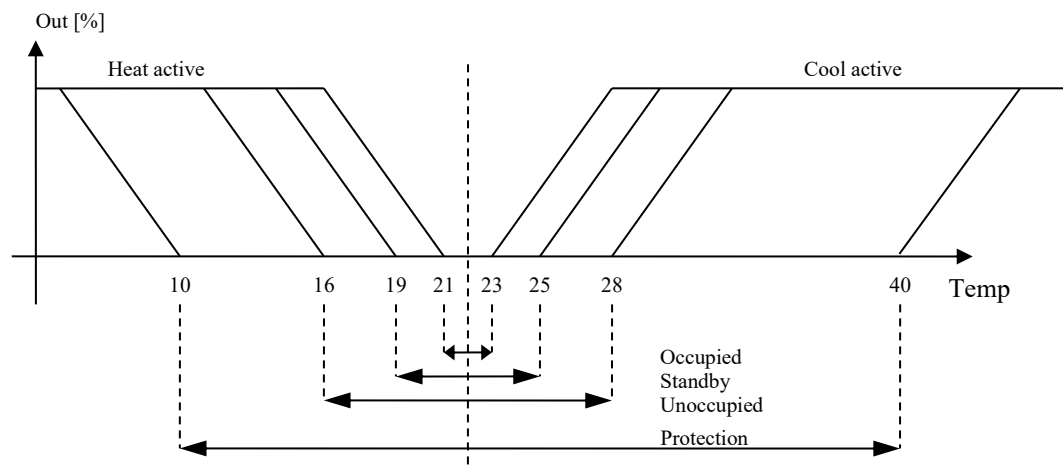 Out [%]
Heat active
Cool active
10 16 19 21 23 25 28 40
Temp
Occupied
Standby
Unoccupied
Protection